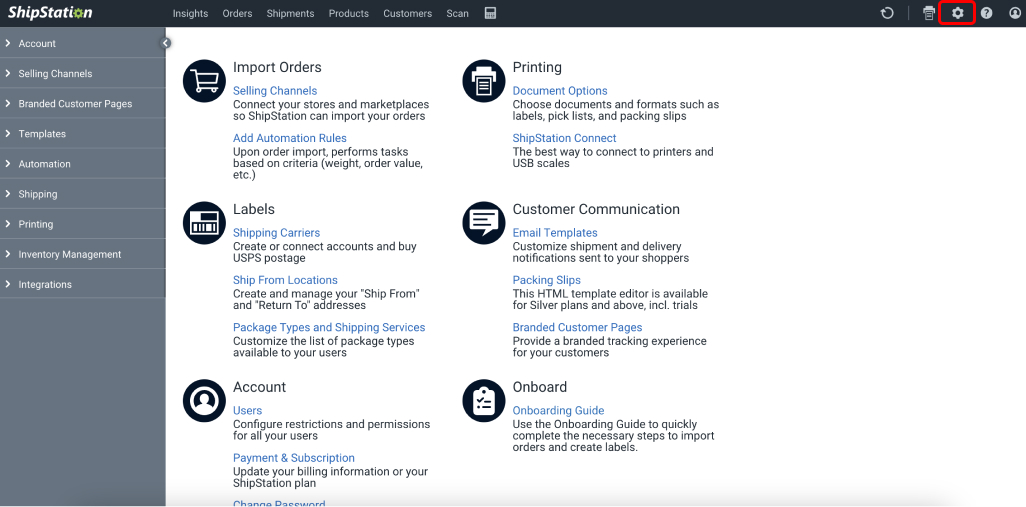 ShipStation
Insights Orders Shipments Products Customers Scan
Account
Selling Channels
Branded Customer Pages
Templates
Automation
Shipping
Printing
Inventory Management
Integrations
Import Orders
Selling Channels
Connect your stores and marketplaces
so ShipStation can import your orders
Add Automation Rules
Upon order import, performs tasks
based on criteria (weight, order value,
etc.)
Printing
Document Options
Choose documents and formats such as
labels, pick lists, and packing slips
ShipStation Connect
The best way to connect to printers and
USB scales
Labels
Shipping Carriers
Create or connect accounts and buy
USPS postage
Ship From Locations
Create and manage your "Ship From"
and "Return To" addresses
Package Types and Shipping Services
Customize the list of package types
available to your users
Customer Communication
Email Templates
Customize shipment and delivery
notifications sent to your shoppers
Packing Slips
This HTML template editor is available
for Silver plans and above, incl. trials
Branded Customer Pages
Provide a branded tracking experience
for your customers
Account
Users
Configure restrictions and permissions
for all your users
Payment & Subscription
Update your billing information or your
ShipStation plan
Change Password
Onboard
Onboarding Guide
Use the Onboarding Guide to quickly
complete the necessary steps to import
orders and create labels.